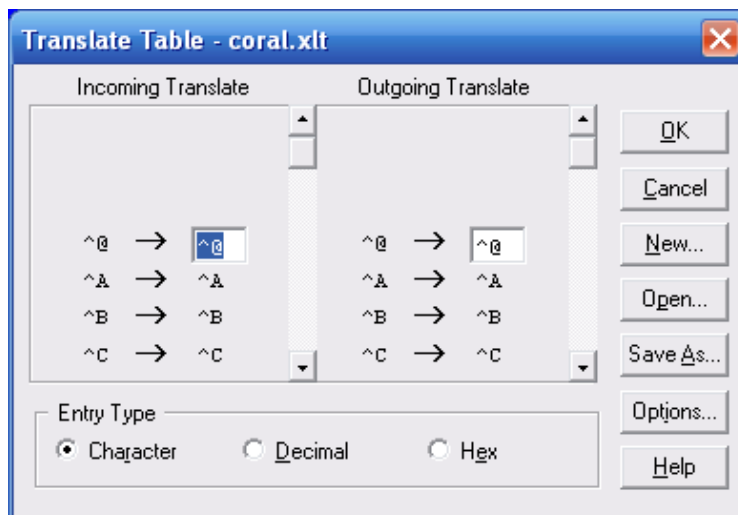 Translate Table - coral.xlt
Incoming Translate Outgoing Translate
OK
Cancel
^@ → ^@ ^@ → ^@ New...
^A → ^A ^A → ^A
^B → ^B ^B → ^B Open...
^C → ^C ^C → ^C Save As...
Entry Type Options...
Character Decimal Hex
Help